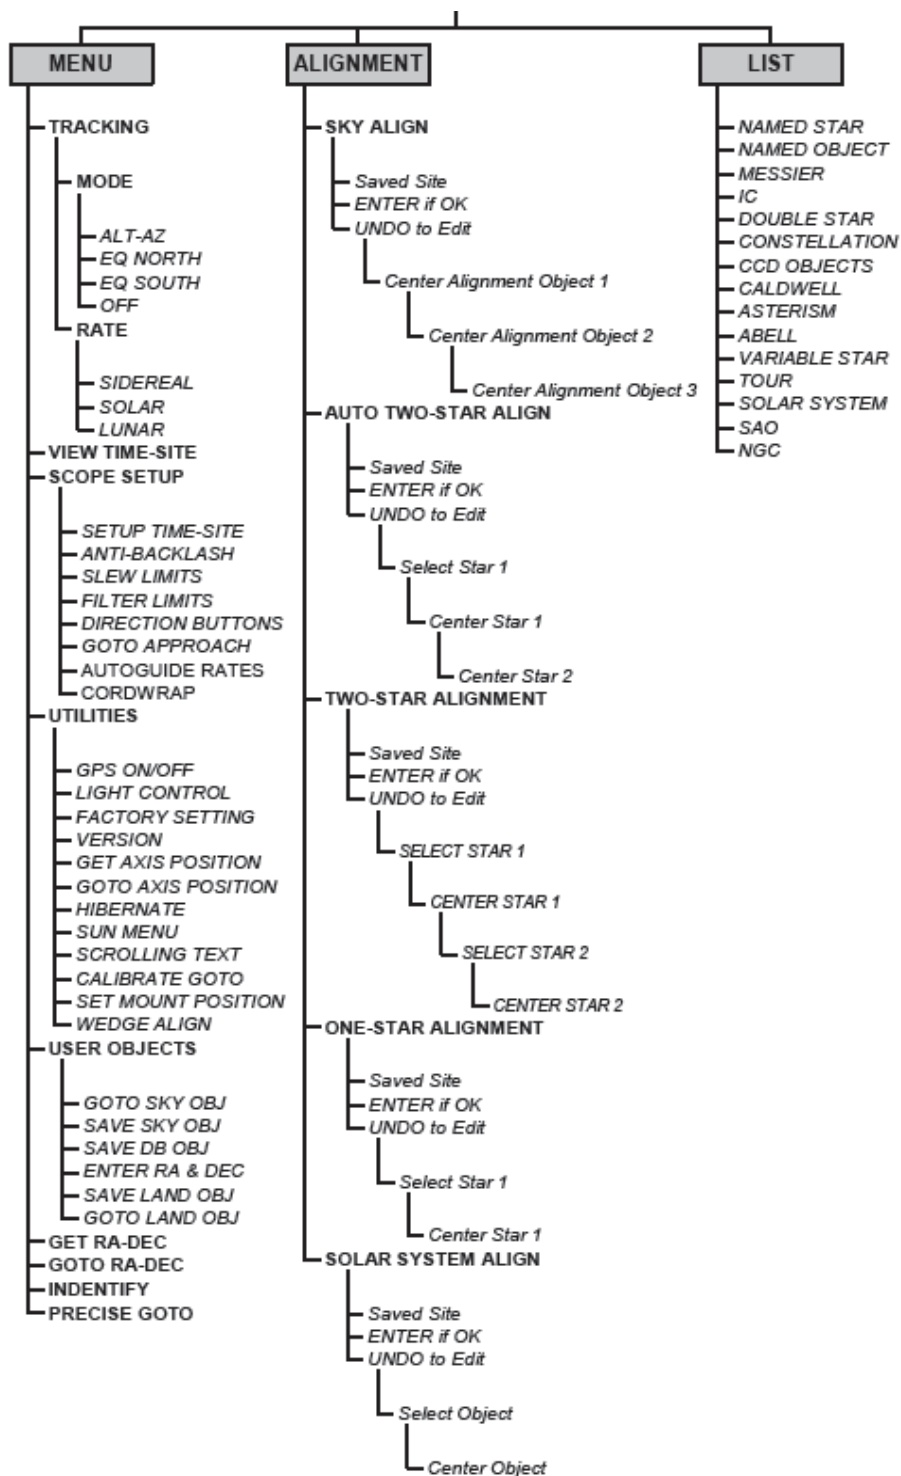 MENU
TRACKING
MODE
ALT-AZ
EQ NORTH
EQ SOUTH
OFF
RATE
SIDEREAL
SOLAR
LUNAR
VIEW TIME-SITE
SCOPE SETUP
SETUP TIME-SITE
ANTI-BACKLASH
SLEW LIMITS
FILTER LIMITS
DIRECTION BUTTONS
GOTO APPROACH
AUTOGUIDE RATES
CORDWRAP
UTILITIES
GPS ON/OFF
LIGHT CONTROL
FACTORY SETTING
VERSION
GET AXIS POSITION
GOTO AXIS POSITION
HIBERNATE
SUN MENU
SCROLLING TEXT
CALIBRATE GOTO
SET MOUNT POSITION
WEDGE ALIGN
USER OBJECTS
GOTO SKY OBJ
SAVE SKY OBJ
SAVE DB OBJ
ENTER RA & DEC
SAVE LAND OBJ
GOTO LAND OBJ
GET RA-DEC
GOTO RA-DEC
INDENTIFY
PRECISE GOTO
ALIGNMENT
SKY ALIGN
Saved Site
ENTER if OK
UNDO to Edit
Center Alignment Object 1
Center Alignment Object 2
Center Alignment Object 3
AUTO TWO-STAR ALIGN
Saved Site
ENTER if OK
UNDO to Edit
Select Star 1
Center Star 1
Center Star 2
TWO-STAR ALIGNMENT
Saved Site
ENTER if OK
UNDO to Edit
SELECT STAR 1
CENTER STAR 1
SELECT STAR 2
CENTER STAR 2
ONE-STAR ALIGNMENT
Saved Site
ENTER if OK
UNDO to Edit
Select Star 1
Center Star 1
SOLAR SYSTEM ALIGN
Saved Site
ENTER if OK
UNDO to Edit
Select Object
Center Object
LIST
NAMED STAR
NAMED OBJECT
MESSIER
IC
DOUBLE STAR
CONSTELLATION
CCD OBJECTS
CALDWELL
ASTERISM
ABELL
VARIABLE STAR
TOUR
SOLAR SYSTEM
SAO
NGC